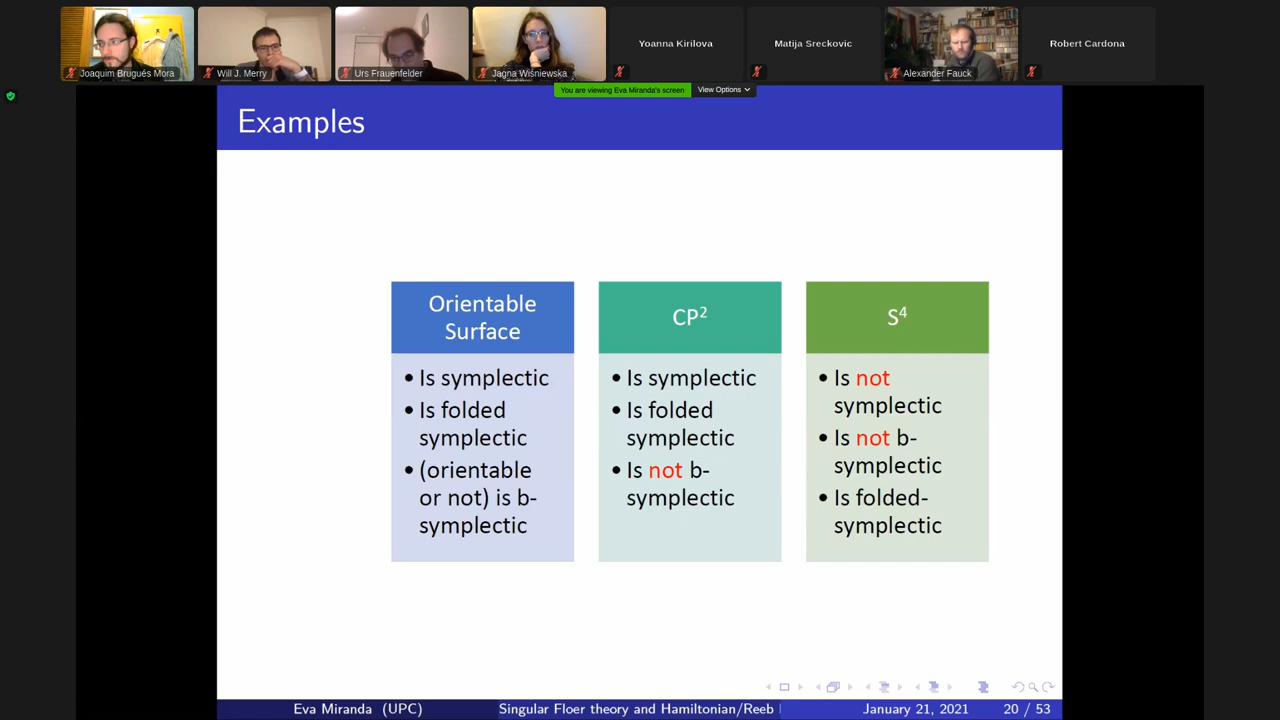 Joaquim Brugués Mora
Will J. Merry
Urs Frauenfelder
Jagna Wiśniewska
Yoanna Kirilova
Matija Sreckovic
Alexander Fauck
Robert Cardona
You are viewing Eva Miranda's screen
View Options
Examples
Orientable
Surface
• Is symplectic
• Is folded
symplectic
• (orientable
or not) is b-
symplectic
CP²
• Is symplectic
• Is folded
symplectic
• Is not b-
symplectic
S⁴
• Is not
symplectic
• Is not b-
symplectic
• Is folded-
symplectic
Eva Miranda (UPC)
Singular Floer theory and Hamiltonian/Reeb
January 21, 2021
20 / 53